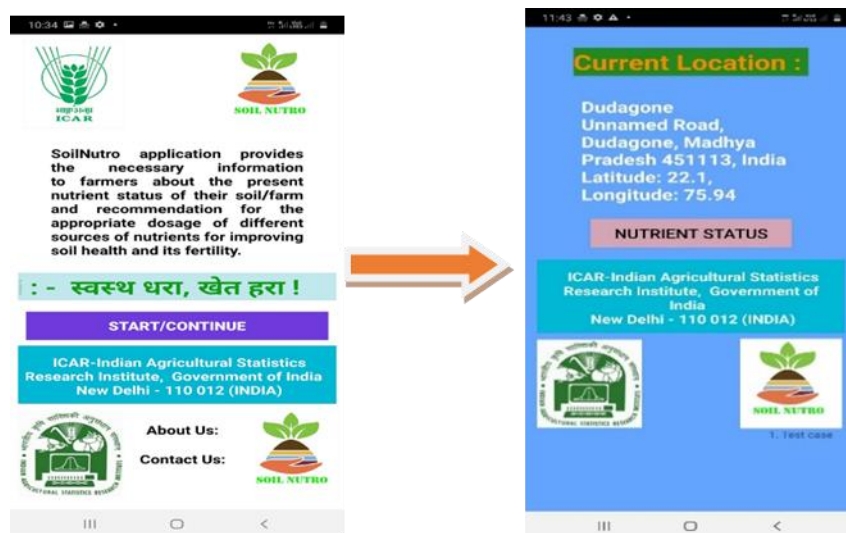 10:34
ICAR
SOIL NUTRO
SoilNutro application provides
the necessary information
to farmers about the present
nutrient status of their soil/farm
and recommendation for the
appropriate dosage of different
sources of nutrients for improving
soil health and its fertility.
: - स्वस्थ धरा, खेत हरा !
START/CONTINUE
ICAR-Indian Agricultural Statistics
Research Institute, Government of India
New Delhi - 110 012 (INDIA)
About Us:
Contact Us:
SOIL NUTRO
11:43
Current Location :
Dudagone
Unnamed Road,
Dudagone, Madhya
Pradesh 451113, India
Latitude: 22.1,
Longitude: 75.94
NUTRIENT STATUS
ICAR-Indian Agricultural Statistics
Research Institute, Government of
India
New Delhi - 110 012 (INDIA)
SOIL NUTRO
1. Test case